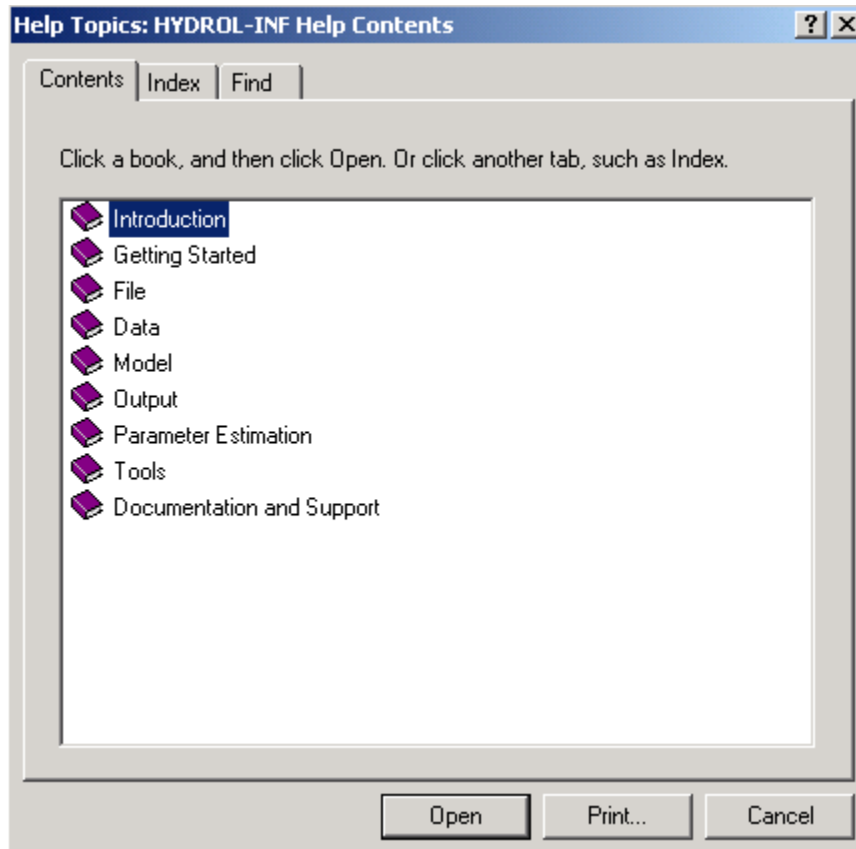 Help Topics: HYDROL-INF Help Contents
Contents Index Find
Click a book, and then click Open. Or click another tab, such as Index.
Introduction
Getting Started
File
Data
Model
Output
Parameter Estimation
Tools
Documentation and Support
Open Print... Cancel